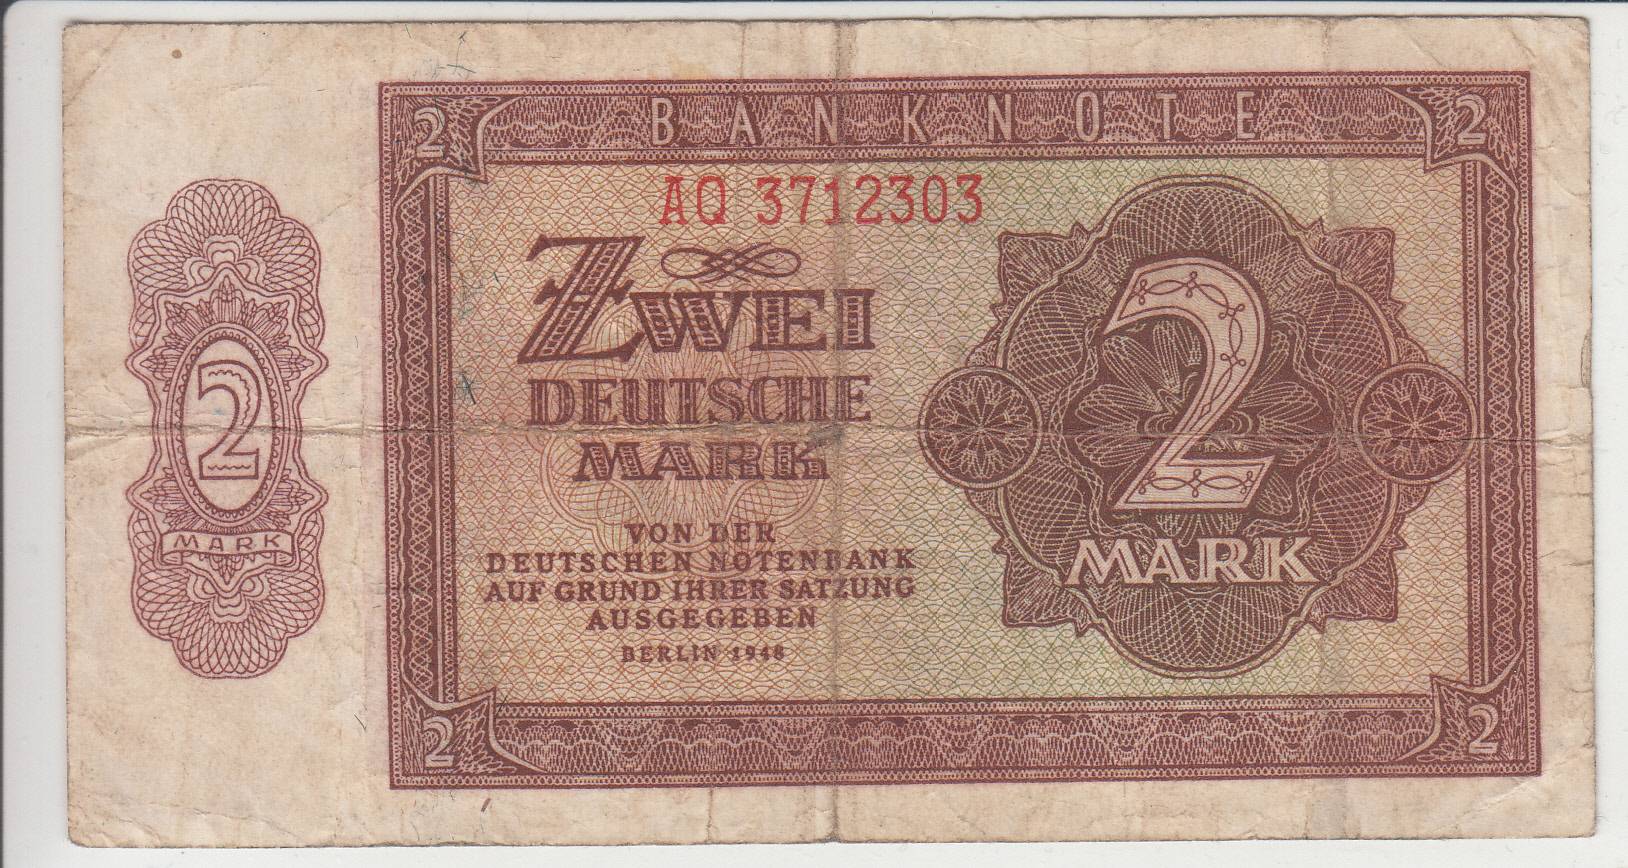 BANKNOTE
2
2
AQ 3712303
ZWEI
DEUTSCHE
MARK
VON DER
DEUTSCHEN NOTENBANK
AUF GRUND IHRER SATZUNG
AUSGEGEBEN
BERLIN 1948
2
MARK
2
MARK
2
2